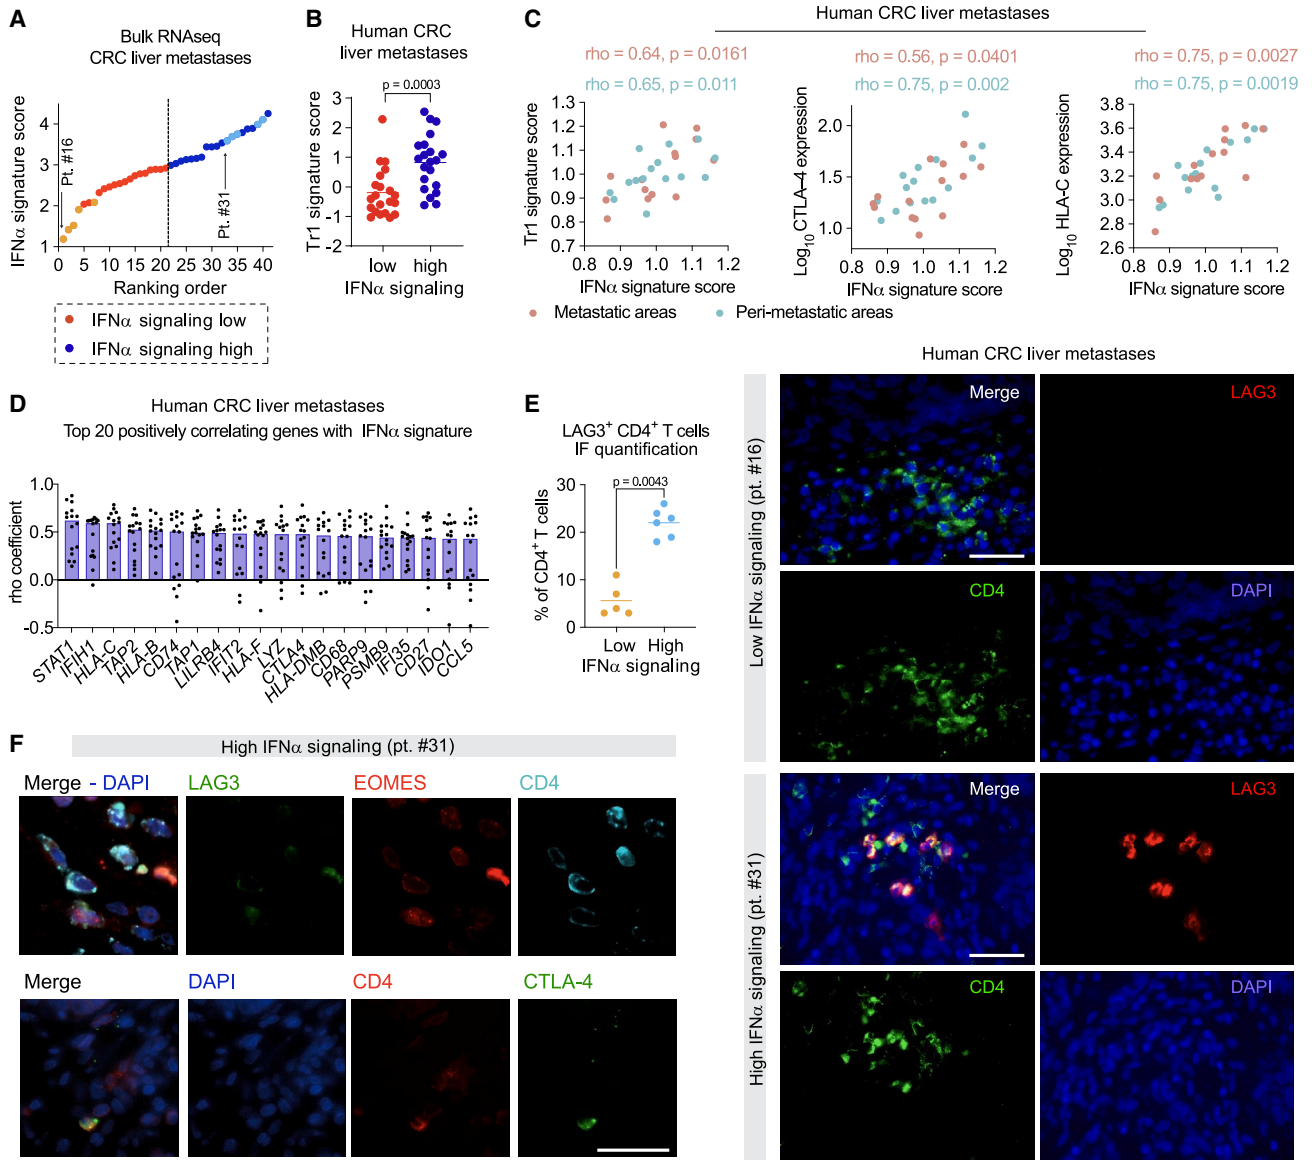 A
Bulk RNAseq
CRC liver metastases
IFNα signature score
4
3
2
1
Pt. #16
Pt. #31
0 5 10 15 20 25 30 35 40
Ranking order
IFNα signaling low
IFNα signaling high
B
Human CRC
liver metastases
p = 0.0003
Tr1 signature score
3
2
1
0
-1
-2
low high
IFNα signaling
C
Human CRC liver metastases
rho = 0.64, p = 0.0161
rho = 0.65, p = 0.011
Tr1 signature score
1.3
1.2
1.1
1.0
0.9
0.8
0.7
0.8 0.9 1.0 1.1 1.2
IFNα signature score
rho = 0.56, p = 0.0401
rho = 0.75, p = 0.002
Log10 CTLA-4 expression
2.0
1.5
1.0
0.8 0.9 1.0 1.1 1.2
IFNα signature score
rho = 0.75, p = 0.0027
rho = 0.75, p = 0.0019
Log10 HLA-C expression
3.8
3.6
3.4
3.2
3.0
2.8
2.6
0.8 0.9 1.0 1.1 1.2
IFNα signature score
Metastatic areas
Peri-metastatic areas
D
Human CRC liver metastases
Top 20 positively correlating genes with IFNα signature
rho coefficient
1.0
0.5
0.0
-0.5
STAT1
IFIH1
HLA-C
TAP2
HLA-B
CD74
TAP1
LILRB4
IFIT2
HLA-F
LYZ
CTLA4
HLA-DMB
CD68
PARP9
PSMB9
IFI35
CD27
IDO1
CCL5
E
LAG3+ CD4+ T cells
IF quantification
p = 0.0043
% of CD4+ T cells
30
20
10
0
Low High
IFNα signaling
Human CRC liver metastases
Low IFNα signaling (pt. #16)
Merge
LAG3
CD4
DAPI
High IFNα signaling (pt. #31)
Merge
LAG3
CD4
DAPI
F
High IFNα signaling (pt. #31)
Merge - DAPI
LAG3
EOMES
CD4
Merge
DAPI
CD4
CTLA-4